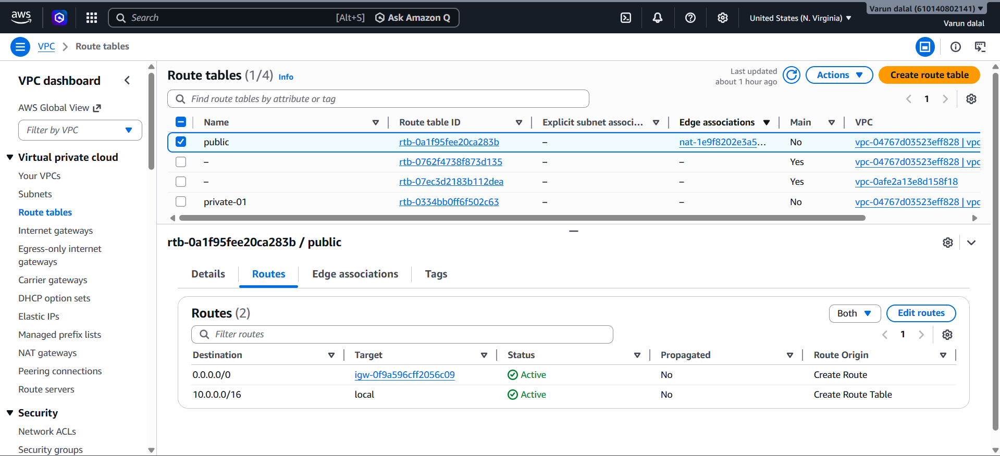 aws
Search [Alt+S] Ask Amazon Q
United States (N. Virginia)
Varun dalal (610140802141)
Varun dalal
VPC Route tables
VPC dashboard
AWS Global View
Filter by VPC
Virtual private cloud
Your VPCs
Subnets
Route tables
Internet gateways
Egress-only internet
gateways
Carrier gateways
DHCP option sets
Elastic IPs
Managed prefix lists
NAT gateways
Peering connections
Route servers
Security
Network ACLs
Security groups
Route tables (1/4) Info
Last updated
about 1 hour ago
Actions
Create route table
Find route tables by attribute or tag
1
Name Route table ID Explicit subnet associ... Edge associations Main VPC
public rtb-0a1f95fee20ca283b – nat-1e9f8202e3a5... No vpc-04767d03523eff828 | vpc
– rtb-0762f4738f873d135 – – Yes vpc-04767d03523eff828 | vpc
– rtb-07ec3d2183b112dea – – Yes vpc-0afe2a13e8d158f18
private-01 rtb-0334bb0ff6f502c63 – – No vpc-04767d03523eff828 | vpc
rtb-0a1f95fee20ca283b / public
Details Routes Edge associations Tags
Routes (2)
Both Edit routes
Filter routes
1
Destination Target Status Propagated Route Origin
0.0.0.0/0 igw-0f9a596cff2056c09 Active No Create Route
10.0.0.0/16 local Active No Create Route Table